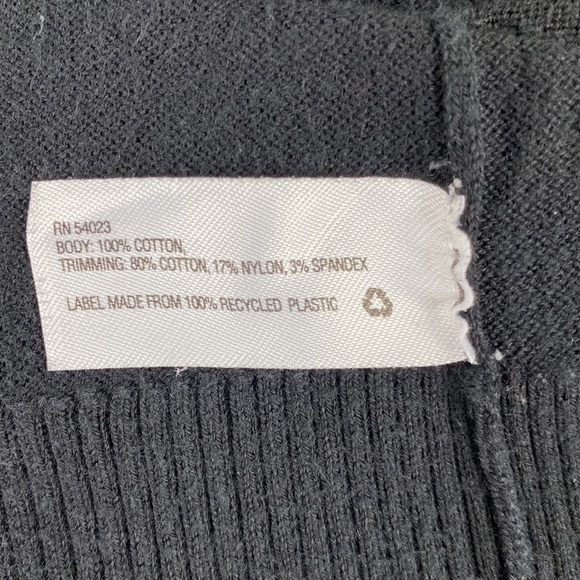 RN 54023
BODY: 100% COTTON,
TRIMMING: 80% COTTON, 17% NYLON, 3% SPANDEX
LABEL MADE FROM 100% RECYCLED PLASTIC